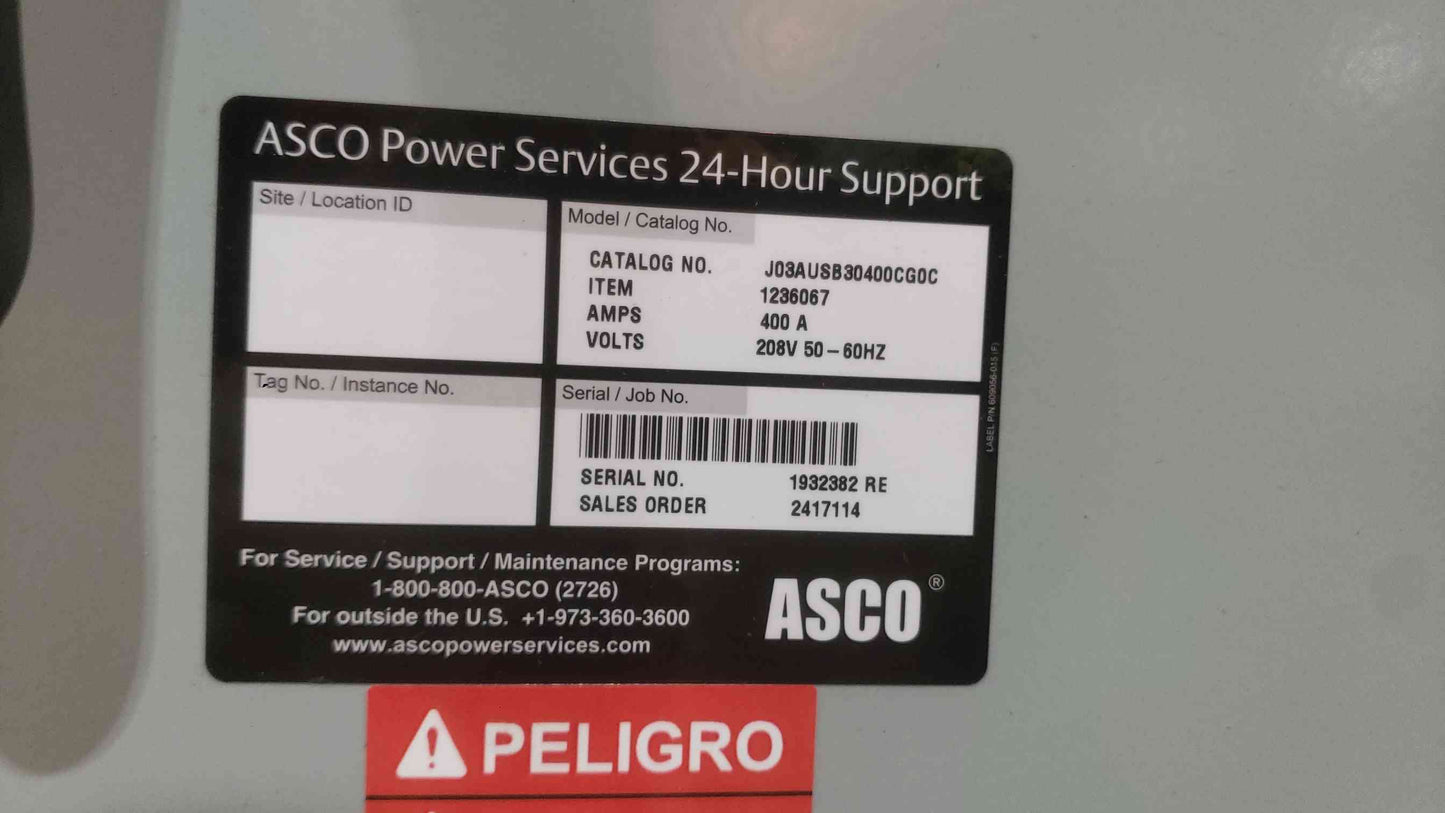 ASCO Power Services 24-Hour Support
Site / Location ID
Model / Catalog No.
CATALOG NO. J03AUSB30400CG0C
ITEM 1236067
AMPS 400 A
VOLTS 208V 50-60HZ
Tag No. / Instance No.
Serial / Job No.
SERIAL NO. 1932382 RE
SALES ORDER 2417114
LABEL P/N 609056-015 (F)
For Service / Support / Maintenance Programs:
1-800-800-ASCO (2726)
For outside the U.S. +1-973-360-3600
www.ascopowerservices.com
ASCO®
PELIGRO